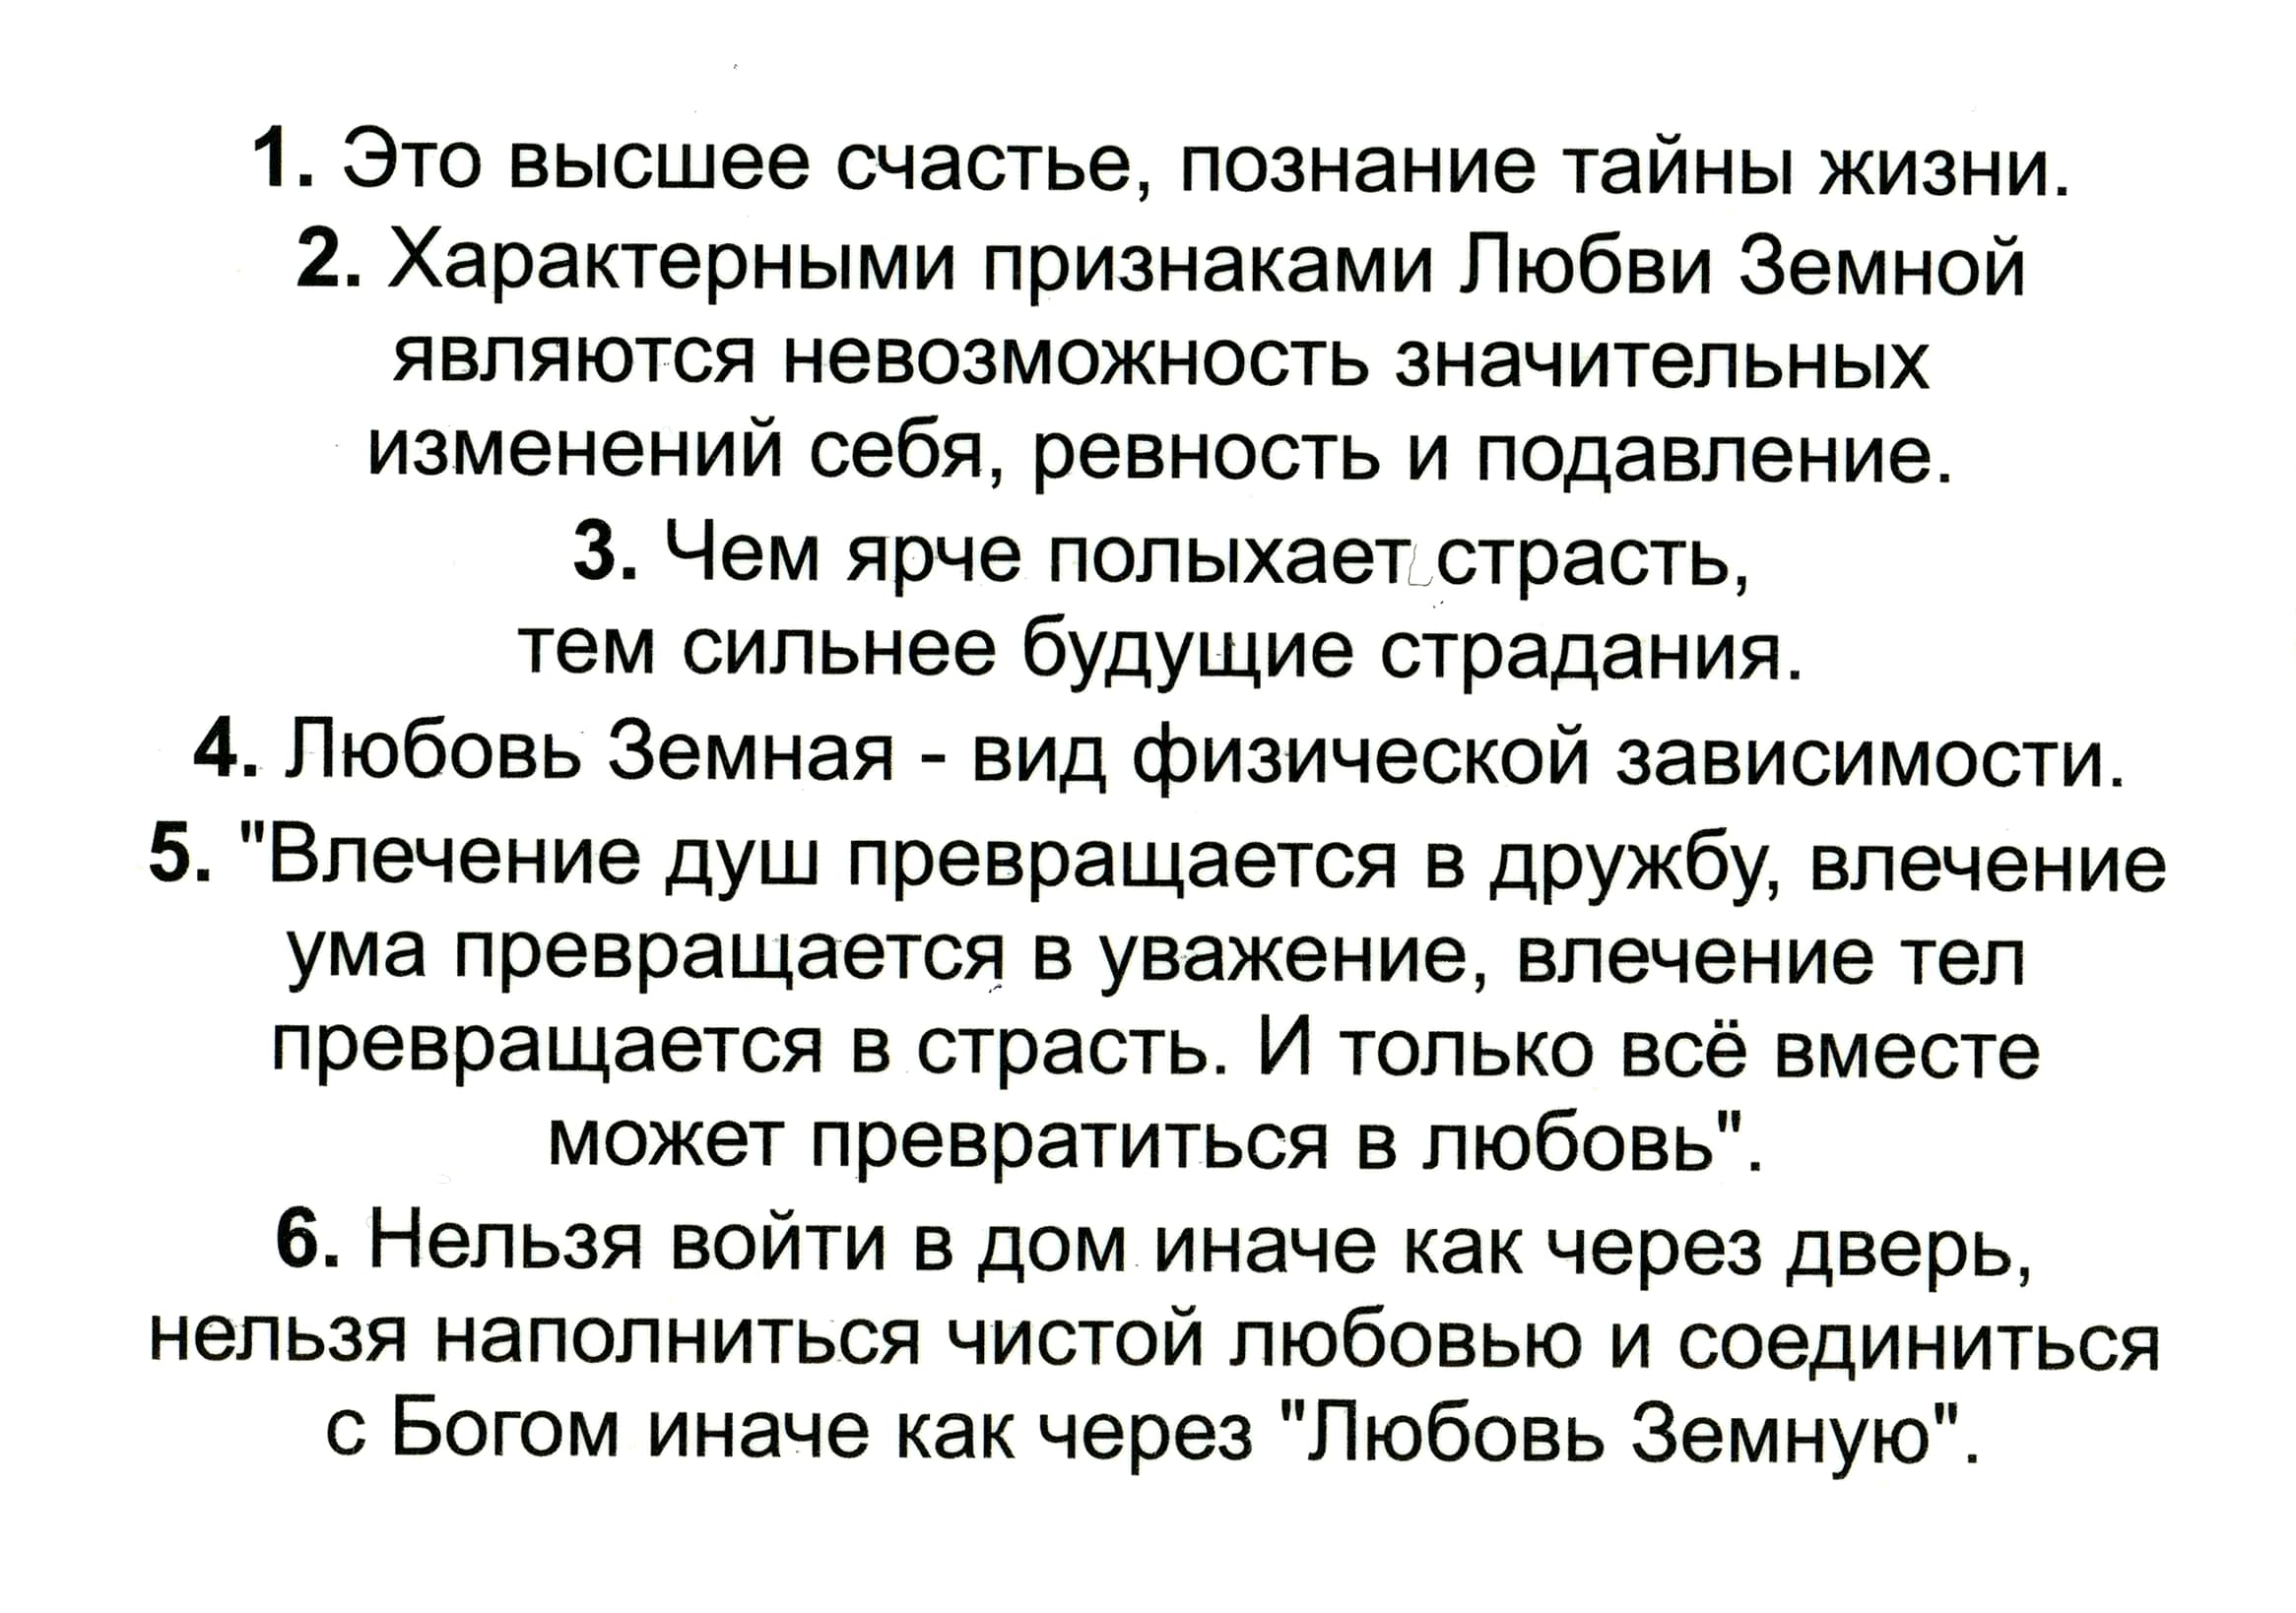 1. Это высшее счастье, познание тайны жизни.
2. Характерными признаками Любви Земной
являются невозможность значительных
изменений себя, ревность и подавление.
3. Чем ярче полыхает страсть,
тем сильнее будущие страдания.
4. Любовь Земная - вид физической зависимости.
5. "Влечение душ превращается в дружбу, влечение
ума превращается в уважение, влечение тел
превращается в страсть. И только всё вместе
может превратиться в любовь".
6. Нельзя войти в дом иначе как через дверь,
нельзя наполниться чистой любовью и соединиться
с Богом иначе как через "Любовь Земную".